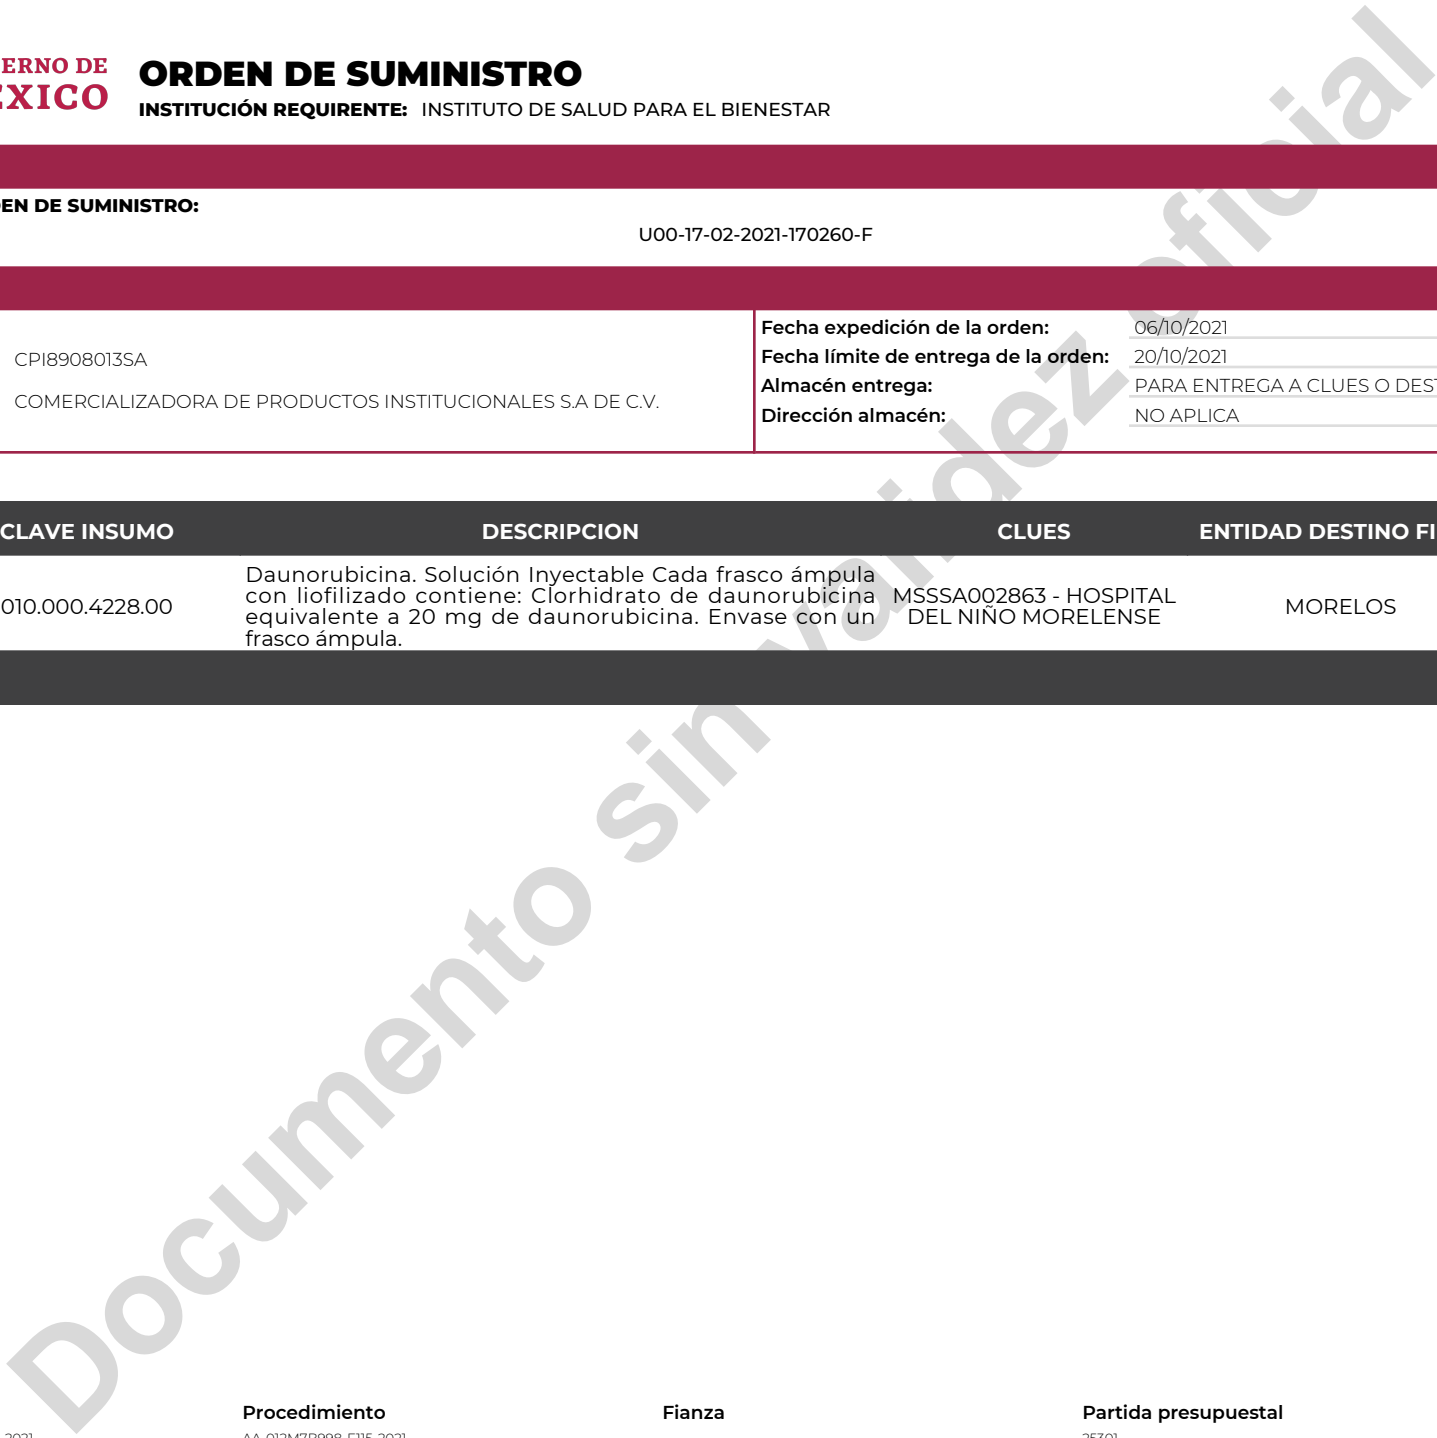 ERNO DE
EXICO
ORDEN DE SUMINISTRO
INSTITUCIÓN REQUIRENTE: INSTITUTO DE SALUD PARA EL BIENESTAR
EN DE SUMINISTRO:
U00-17-02-2021-170260-F
CPI8908013SA
COMERCIALIZADORA DE PRODUCTOS INSTITUCIONALES S.A DE C.V.
Fecha expedición de la orden: 06/10/2021
Fecha límite de entrega de la orden: 20/10/2021
Almacén entrega: PARA ENTREGA A CLUES O DEST
Dirección almacén: NO APLICA
CLAVE INSUMO DESCRIPCION CLUES ENTIDAD DESTINO FI
010.000.4228.00
Daunorubicina. Solución Inyectable Cada frasco ámpula
con liofilizado contiene: Clorhidrato de daunorubicina
equivalente a 20 mg de daunorubicina. Envase con un
frasco ámpula.
MSSSA002863 - HOSPITAL
DEL NIÑO MORELENSE
MORELOS
Documento sin validez oficial
Procedimiento Fianza Partida presupuestal